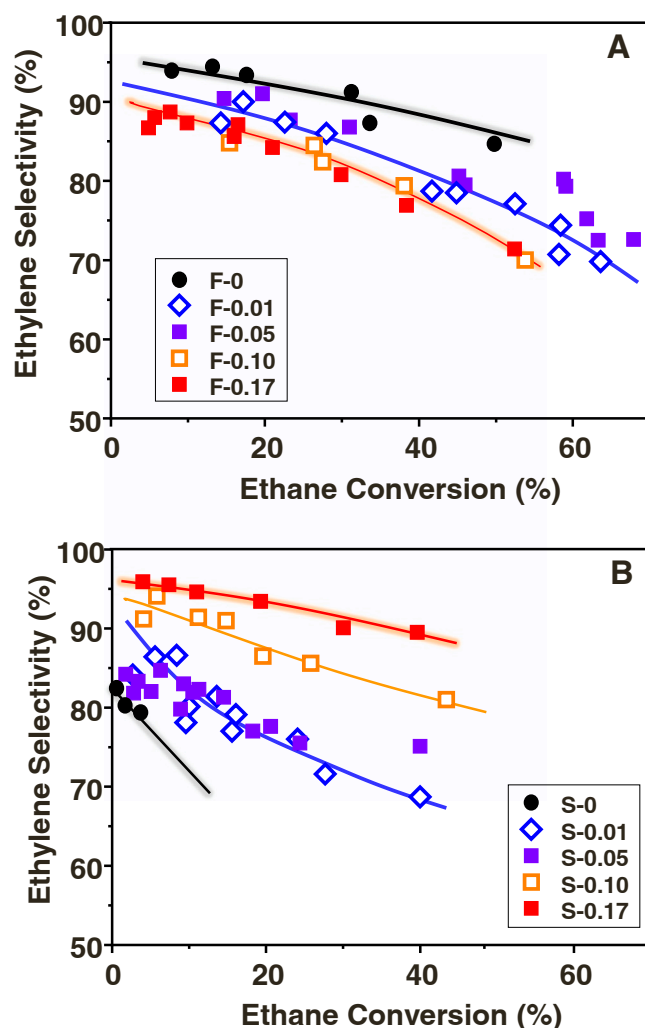 100
A
90
80
70
60
50
Ethylene Selectivity (%)
F-0
F-0.01
F-0.05
F-0.10
F-0.17
0 20 40 60
Ethane Conversion (%)
100
B
90
80
70
60
50
Ethylene Selectivity (%)
S-0
S-0.01
S-0.05
S-0.10
S-0.17
0 20 40 60
Ethane Conversion (%)